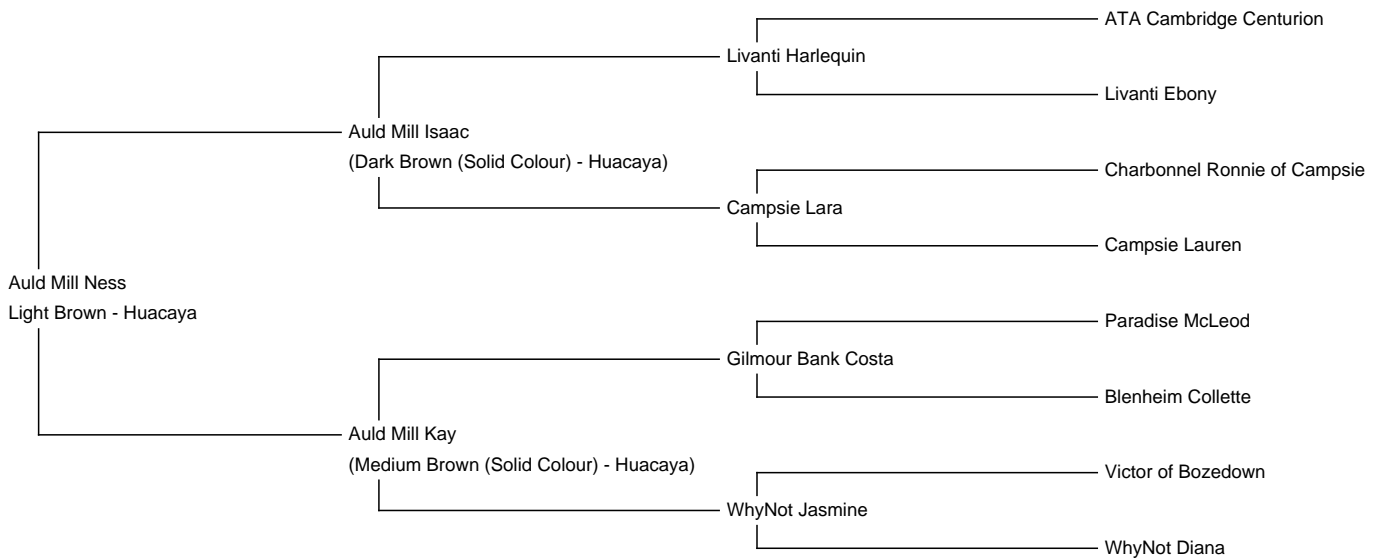 ATA Cambridge Centurion
Livanti Harlequin
Livanti Ebony
Auld Mill Isaac
(Dark Brown (Solid Colour) - Huacaya)
Charbonnel Ronnie of Campsie
Campsie Lara
Campsie Lauren
Auld Mill Ness
Light Brown - Huacaya
Paradise McLeod
Gilmour Bank Costa
Blenheim Collette
Auld Mill Kay
(Medium Brown (Solid Colour) - Huacaya)
Victor of Bozedown
WhyNot Jasmine
WhyNot Diana